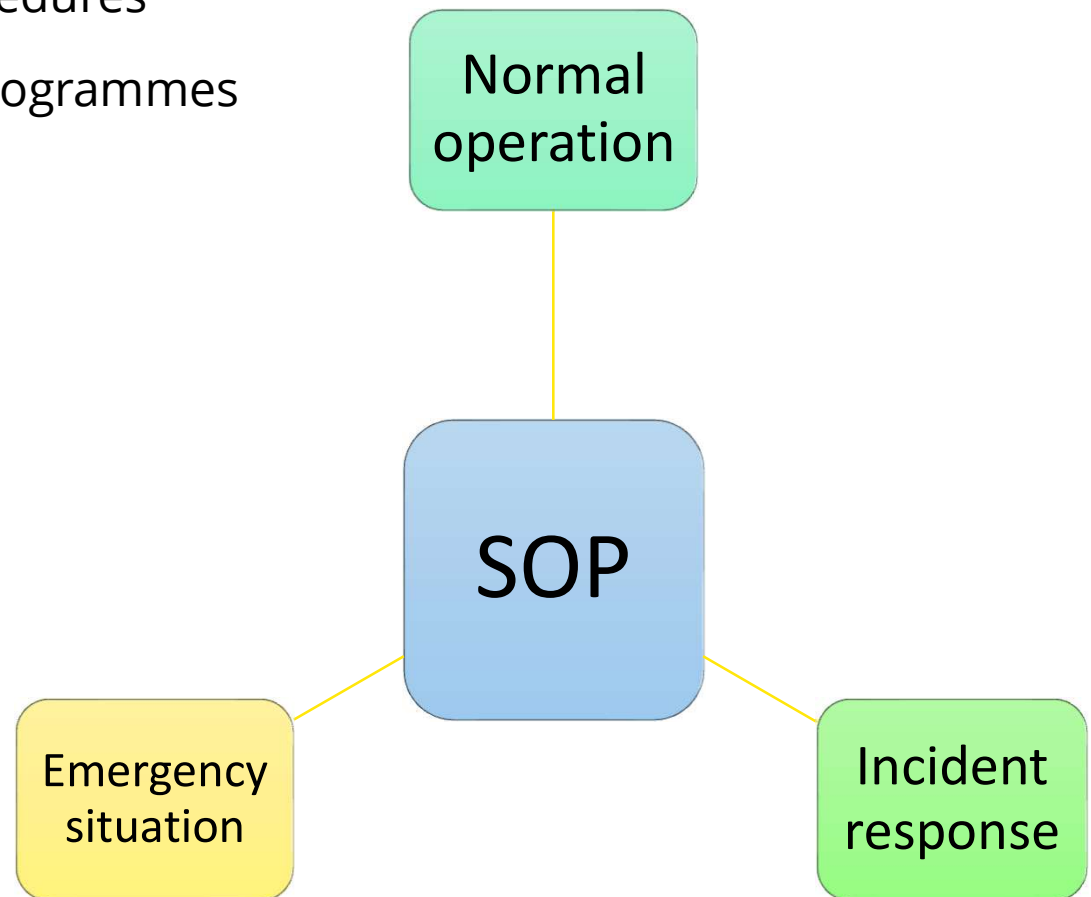 ogrammes
Normal
operation
SOP
Emergency
situation
Incident
response